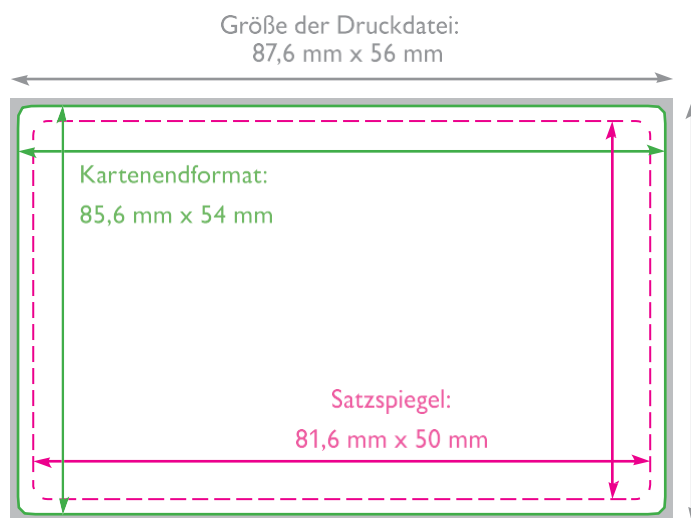 Größe der Druckdatei:
87,6 mm x 56 mm
Kartenendformat:
85,6 mm x 54 mm
Satzspiegel:
81,6 mm x 50 mm